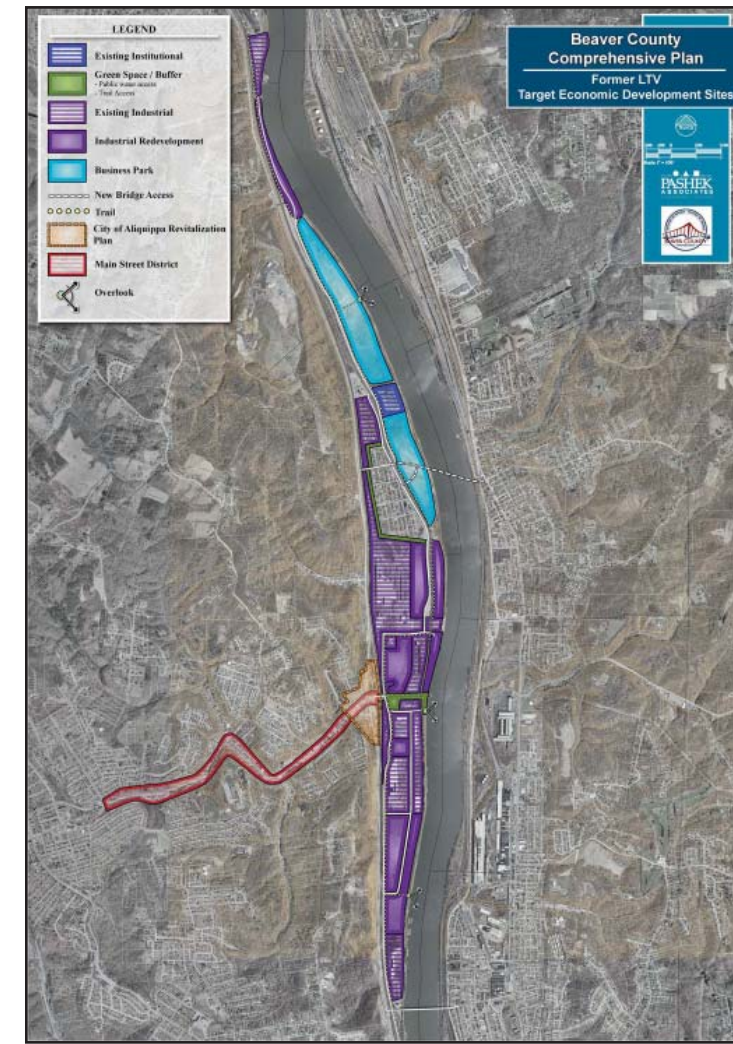 LEGEND
Existing Institutional
Green Space / Buffer
- Public water access
- Trail Access
Existing Industrial
Industrial Redevelopment
Business Park
New Bridge Access
Trail
City of Aliquippa Revitalization
Plan
Main Street District
Overlook
Beaver County
Comprehensive Plan
Former LTV
Target Economic Development Sites
PASHEK
ASSOCIATES